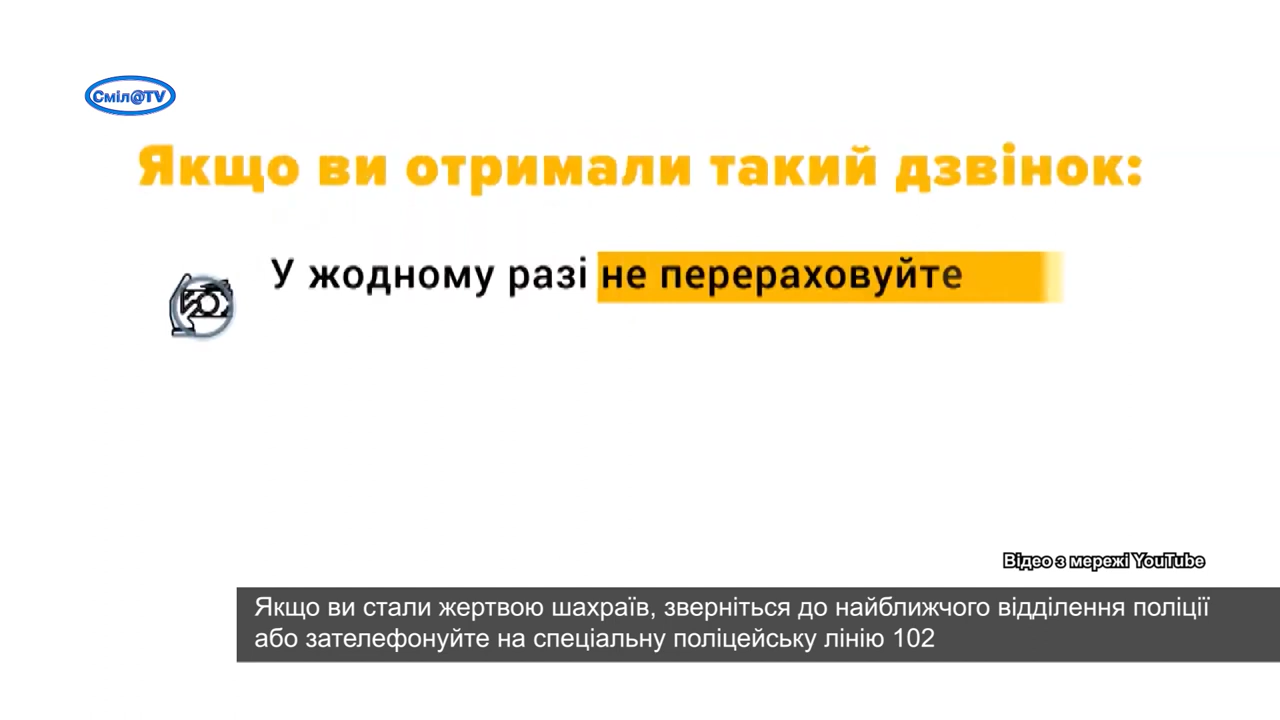 Сміл@TV
Якщо ви отримали такий дзвінок:
У жодному разі не перераховуйте
Відео з мережі YouTube
Якщо ви стали жертвою шахраїв, зверніться до найближчого відділення поліції
або зателефонуйте на спеціальну поліцейську лінію 102